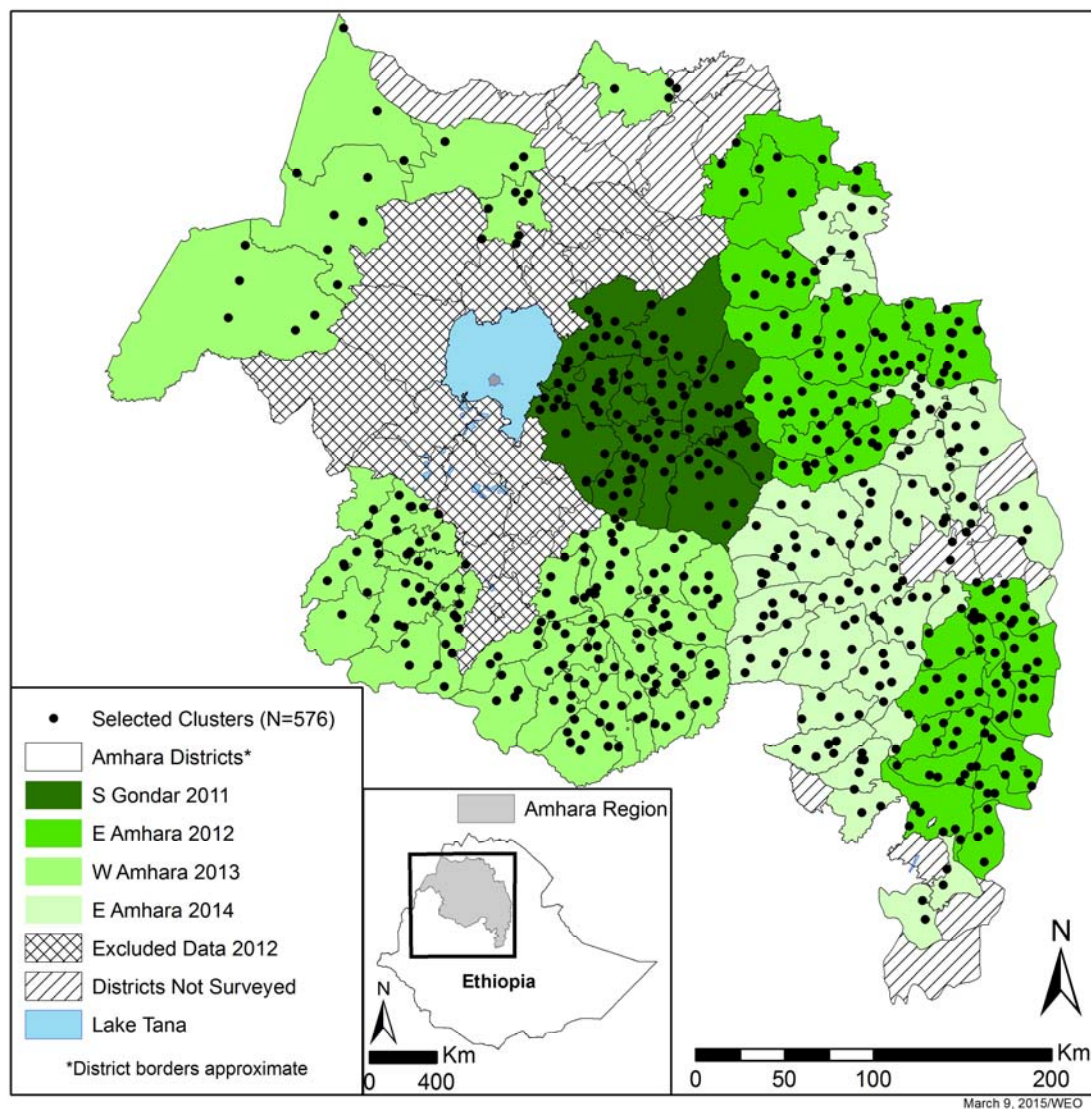 Selected Clusters (N=576)
Amhara Districts*
S Gondar 2011
E Amhara 2012
W Amhara 2013
E Amhara 2014
Excluded Data 2012
Districts Not Surveyed
Lake Tana
*District borders approximate
Amhara Region
Ethiopia
N
Km
0 400
N
Km
0 50 100 200
March 9, 2015/WEO